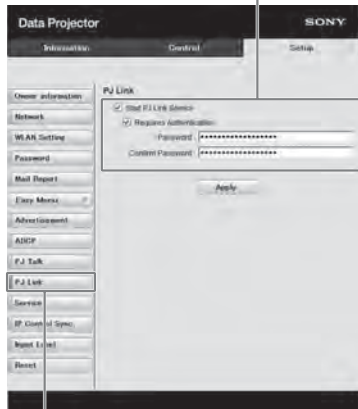 Data Projector
SONY
Information Control Setup
Owner information
Network
WLAN Setting
Password
Mail Report
Easy Menu
Advertisement
ADCP
PJ Talk
PJ Link
Service
IP Control Sync
Input Label
Reset
PJ Link
Start PJ Link Service
Requires Authentication
Password :
Confirm Password :
Apply